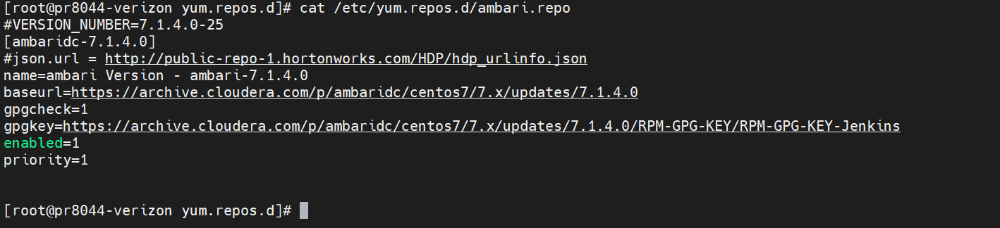 [root@pr8044-verizon yum.repos.d]# cat /etc/yum.repos.d/ambari.repo
#VERSION_NUMBER=7.1.4.0-25
[ambaridc-7.1.4.0]
#json.url = http://public-repo-1.hortonworks.com/HDP/hdp_urlinfo.json
name=ambari Version - ambari-7.1.4.0
baseurl=https://archive.cloudera.com/p/ambaridc/centos7/7.x/updates/7.1.4.0
gpgcheck=1
gpgkey=https://archive.cloudera.com/p/ambaridc/centos7/7.x/updates/7.1.4.0/RPM-GPG-KEY/RPM-GPG-KEY-Jenkins
enabled=1
priority=1
[root@pr8044-verizon yum.repos.d]#